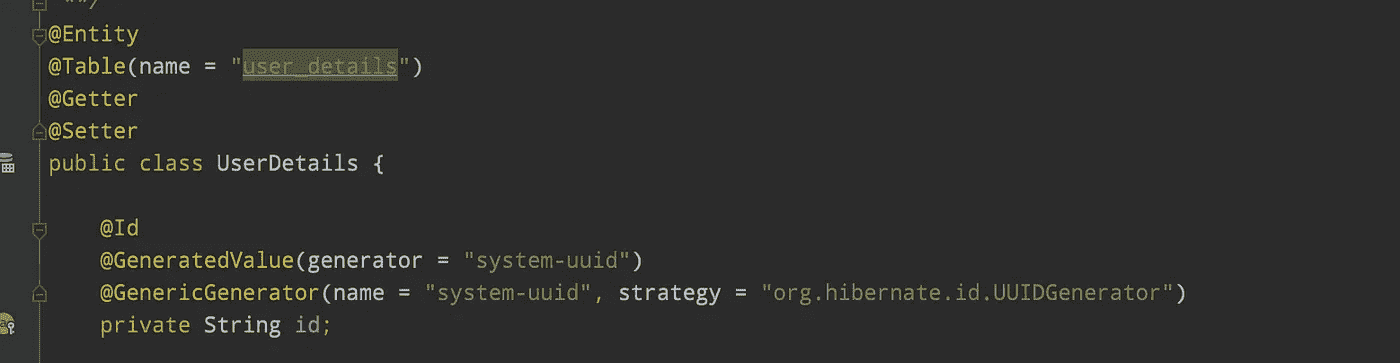 **/
@Entity
@Table(name = "user_details")
@Getter
@Setter
public class UserDetails {
@Id
@GeneratedValue(generator = "system-uuid")
@GenericGenerator(name = "system-uuid", strategy = "org.hibernate.id.UUIDGenerator")
private String id;